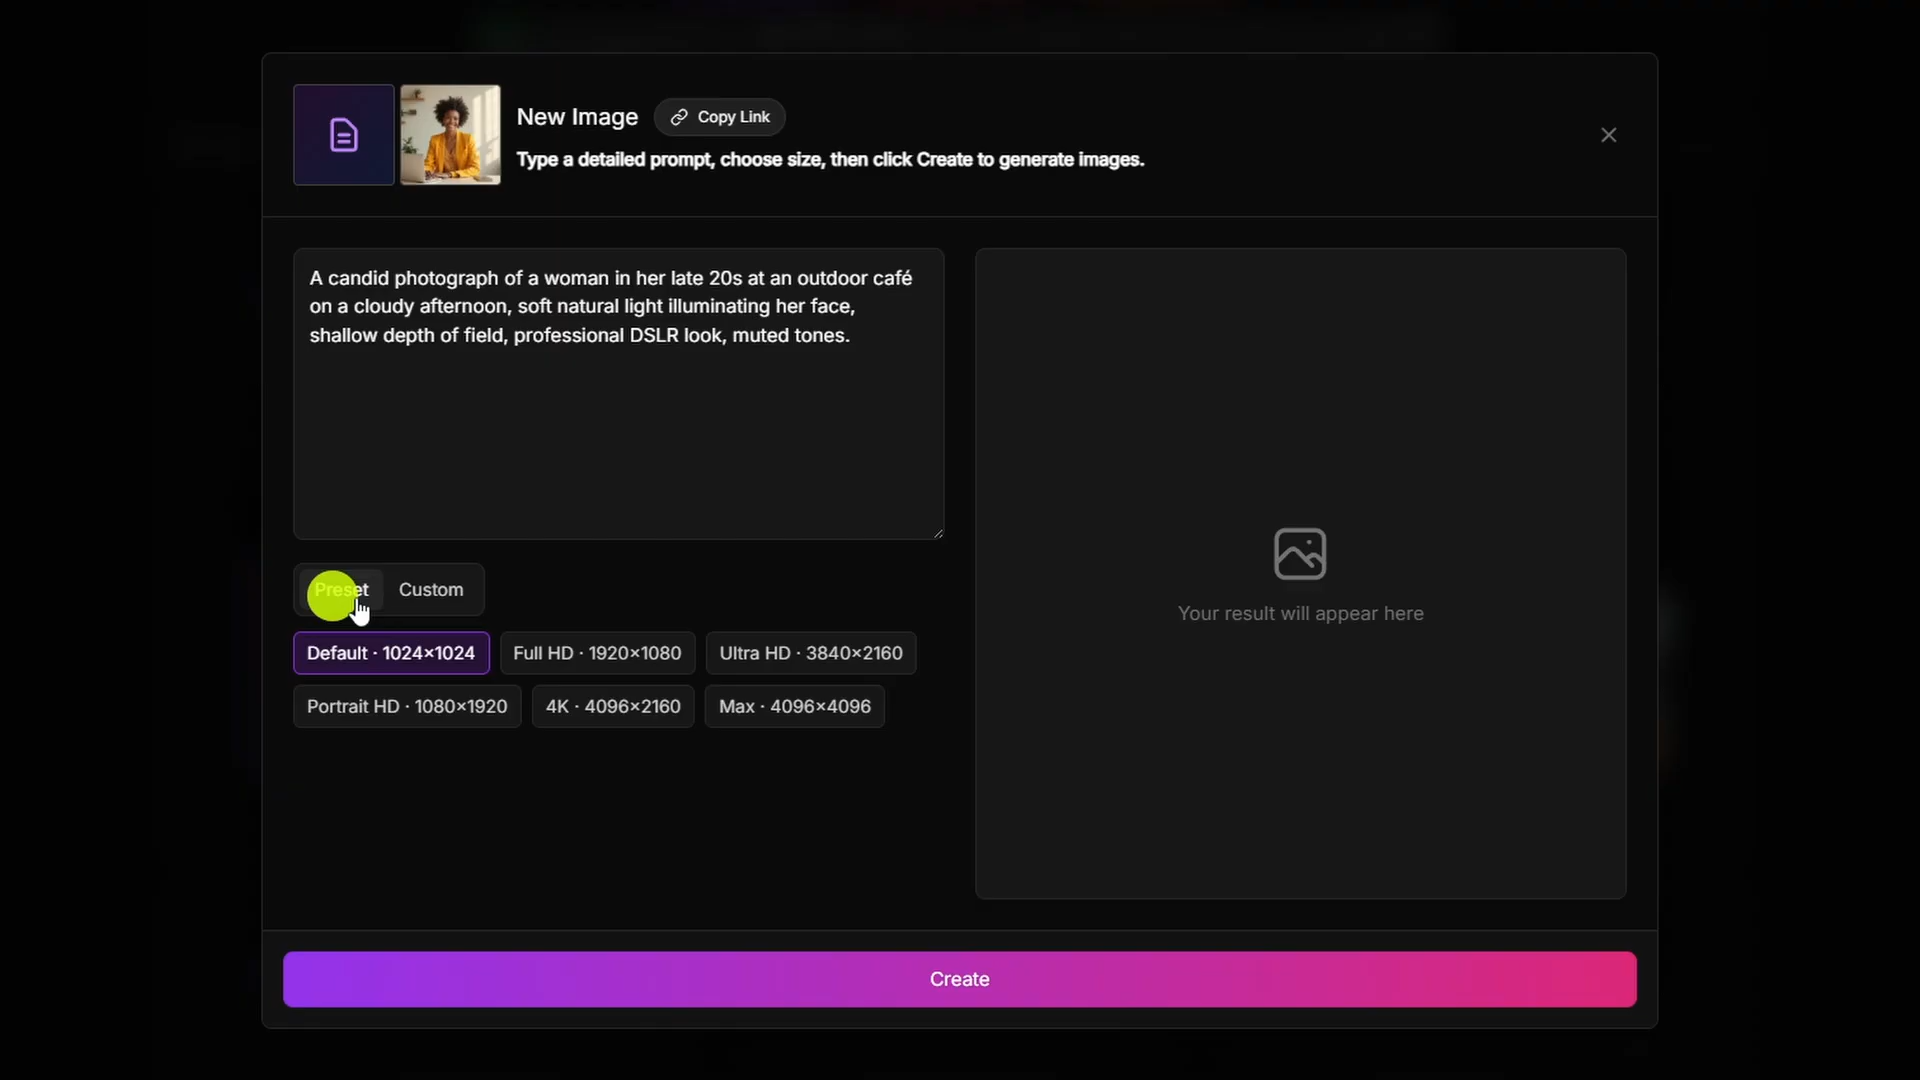 New Image
Copy Link
Type a detailed prompt, choose size, then click Create to generate images.
A candid photograph of a woman in her late 20s at an outdoor café
on a cloudy afternoon, soft natural light illuminating her face,
shallow depth of field, professional DSLR look, muted tones.
Preset Custom
Default · 1024×1024 Full HD · 1920×1080 Ultra HD · 3840×2160
Portrait HD · 1080×1920 4K · 4096×2160 Max · 4096×4096
Your result will appear here
Create